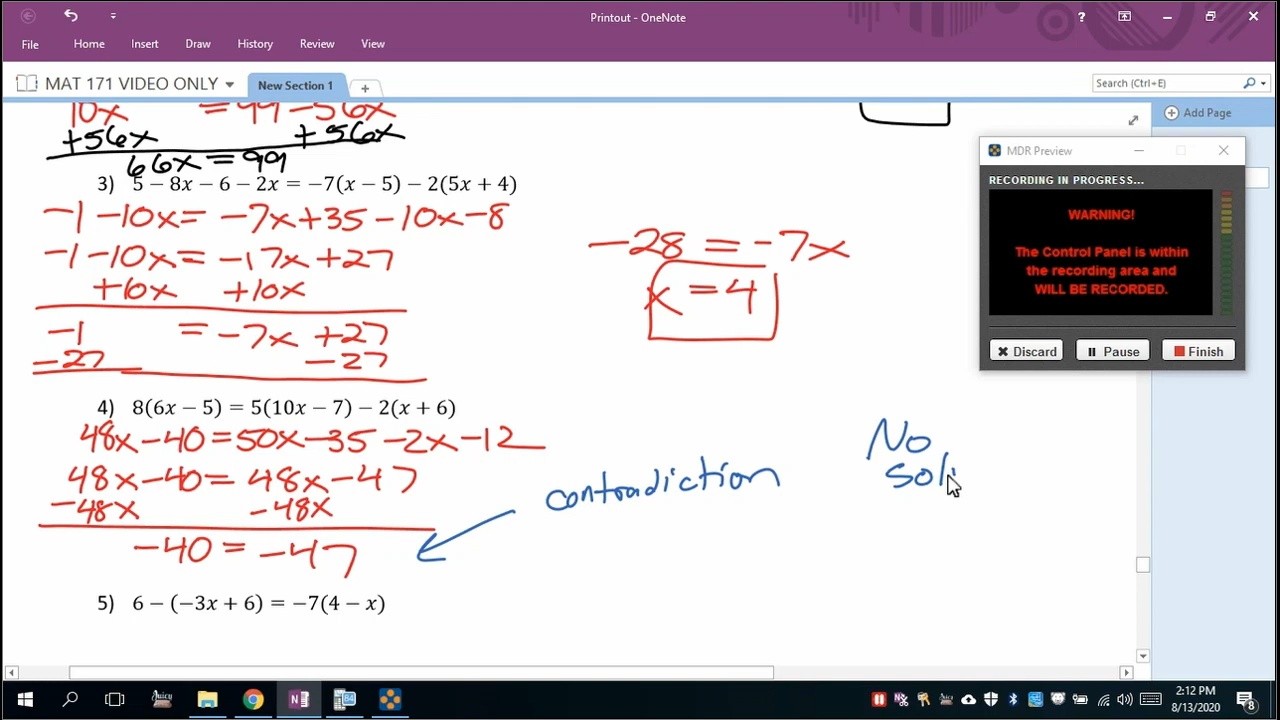 Printout - OneNote
?
File Home Insert Draw History Review View
MAT 171 VIDEO ONLY New Section 1 +
Search (Ctrl+E)
Add Page
10x = 99 -56x
+56x +56x
66x = 99
3) 5 − 8x − 6 − 2x = −7(x − 5) − 2(5x + 4)
-1 -10x = -7x+35 -10x -8
-1 -10x = -17x +27
+10x +10x
-1 = -7x +27
-27 -27
-28 = -7x
x = 4
4) 8(6x − 5) = 5(10x − 7) − 2(x + 6)
48x -40 = 50x -35 -2x -12
48x -40 = 48x -47
-48x -48x
-40 = -47
contradiction
No
Sol
5) 6 − (−3x + 6) = −7(4 − x)
MDR Preview
RECORDING IN PROGRESS...
WARNING!
The Control Panel is within
the recording area and
WILL BE RECORDED.
Discard Pause Finish
2:12 PM
8/13/2020
8